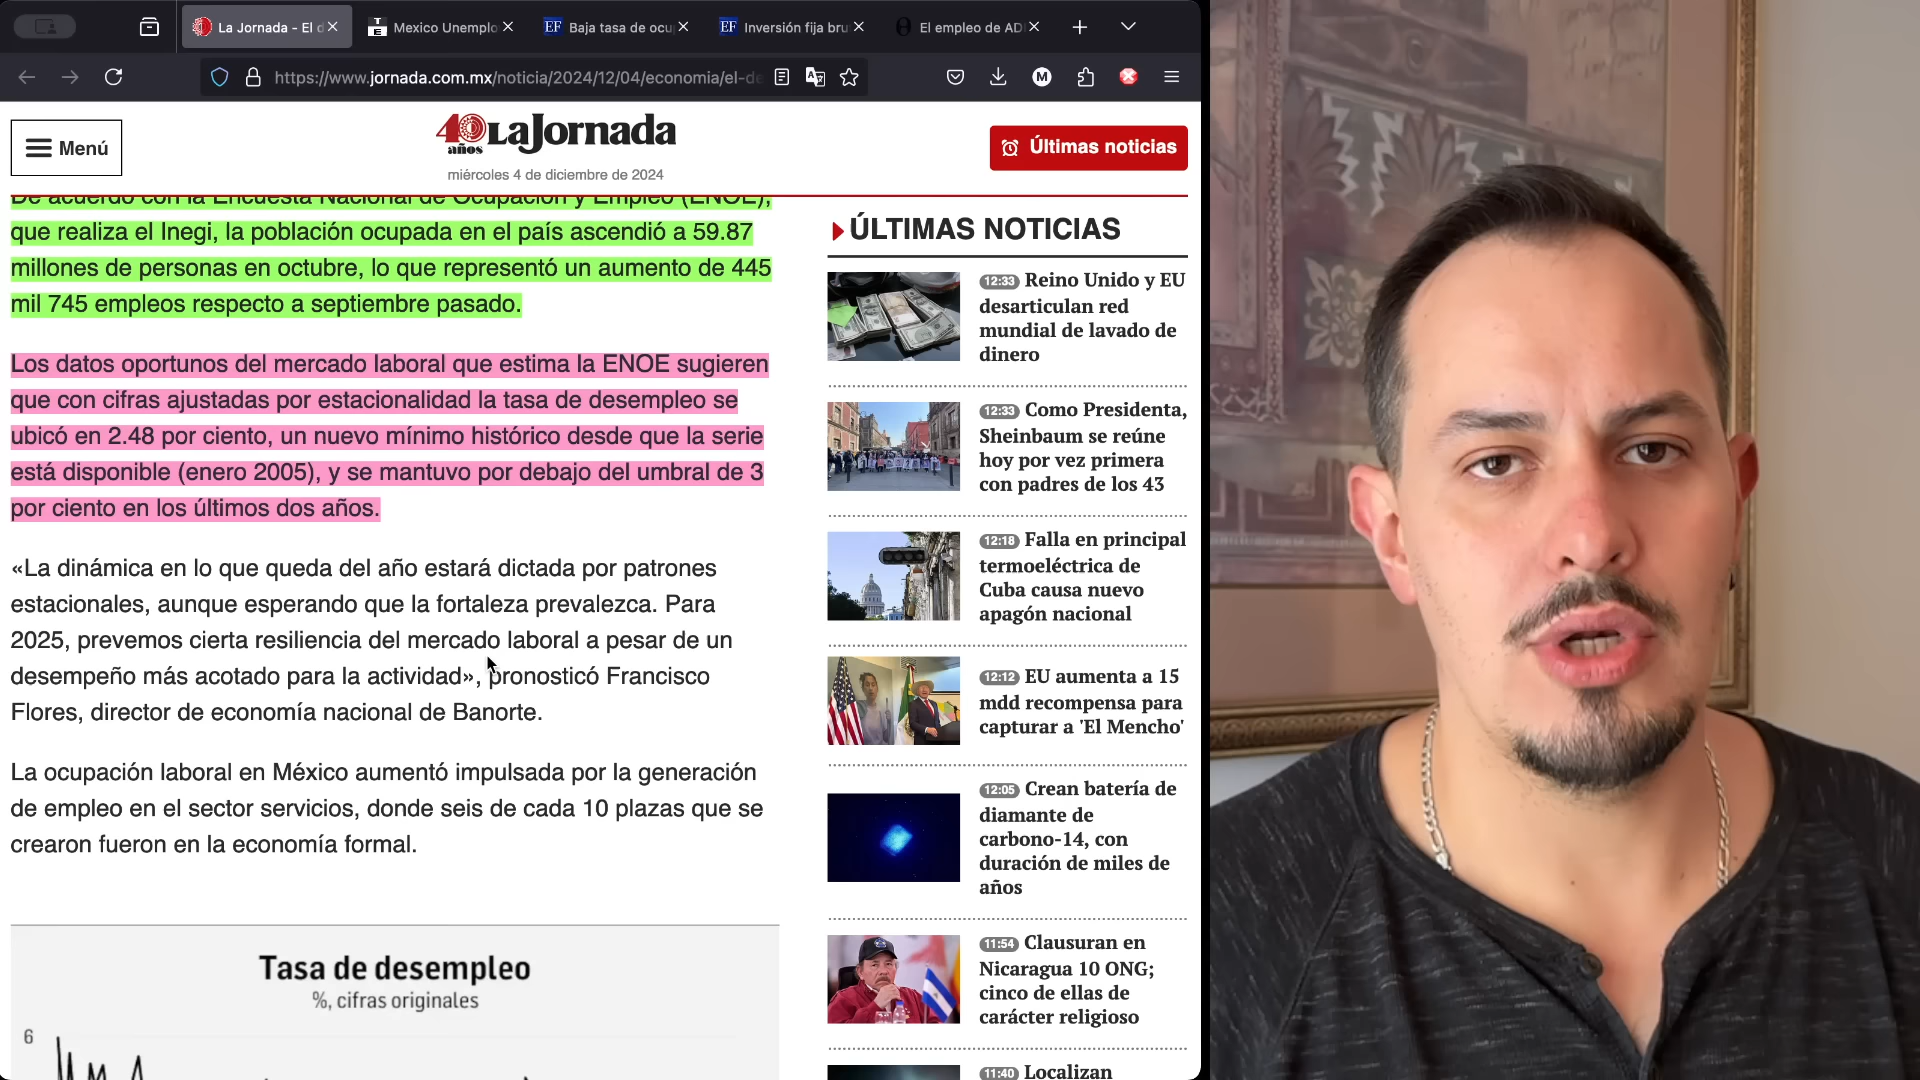 La Jornada - El d
Mexico Unemplo
EF Baja tasa de ocu
EF Inversión fija bru
El empleo de AD
https://www.jornada.com.mx/noticia/2024/12/04/economia/el-de
M
Menú
40 años La Jornada
miércoles 4 de diciembre de 2024
Últimas noticias
De acuerdo con la Encuesta Nacional de Ocupación y Empleo (ENOE),
que realiza el Inegi, la población ocupada en el país ascendió a 59.87
millones de personas en octubre, lo que representó un aumento de 445
mil 745 empleos respecto a septiembre pasado.
Los datos oportunos del mercado laboral que estima la ENOE sugieren
que con cifras ajustadas por estacionalidad la tasa de desempleo se
ubicó en 2.48 por ciento, un nuevo mínimo histórico desde que la serie
está disponible (enero 2005), y se mantuvo por debajo del umbral de 3
por ciento en los últimos dos años.
«La dinámica en lo que queda del año estará dictada por patrones
estacionales, aunque esperando que la fortaleza prevalezca. Para
2025, prevemos cierta resiliencia del mercado laboral a pesar de un
desempeño más acotado para la actividad», pronosticó Francisco
Flores, director de economía nacional de Banorte.
La ocupación laboral en México aumentó impulsada por la generación
de empleo en el sector servicios, donde seis de cada 10 plazas que se
crearon fueron en la economía formal.
Tasa de desempleo
%, cifras originales
6
ÚLTIMAS NOTICIAS
12:33 Reino Unido y EU
desarticulan red
mundial de lavado de
dinero
12:33 Como Presidenta,
Sheinbaum se reúne
hoy por vez primera
con padres de los 43
12:18 Falla en principal
termoeléctrica de
Cuba causa nuevo
apagón nacional
12:12 EU aumenta a 15
mdd recompensa para
capturar a 'El Mencho'
12:05 Crean batería de
diamante de
carbono-14, con
duración de miles de
años
11:54 Clausuran en
Nicaragua 10 ONG;
cinco de ellas de
carácter religioso
11:40 Localizan